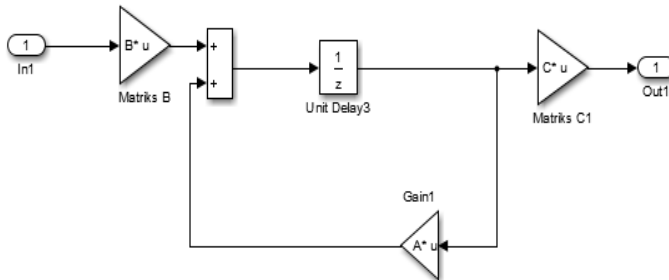 1
In1
B* u
Matriks B
+
+
1
z
Unit Delay3
C* u
Matriks C1
1
Out1
Gain1
A* u